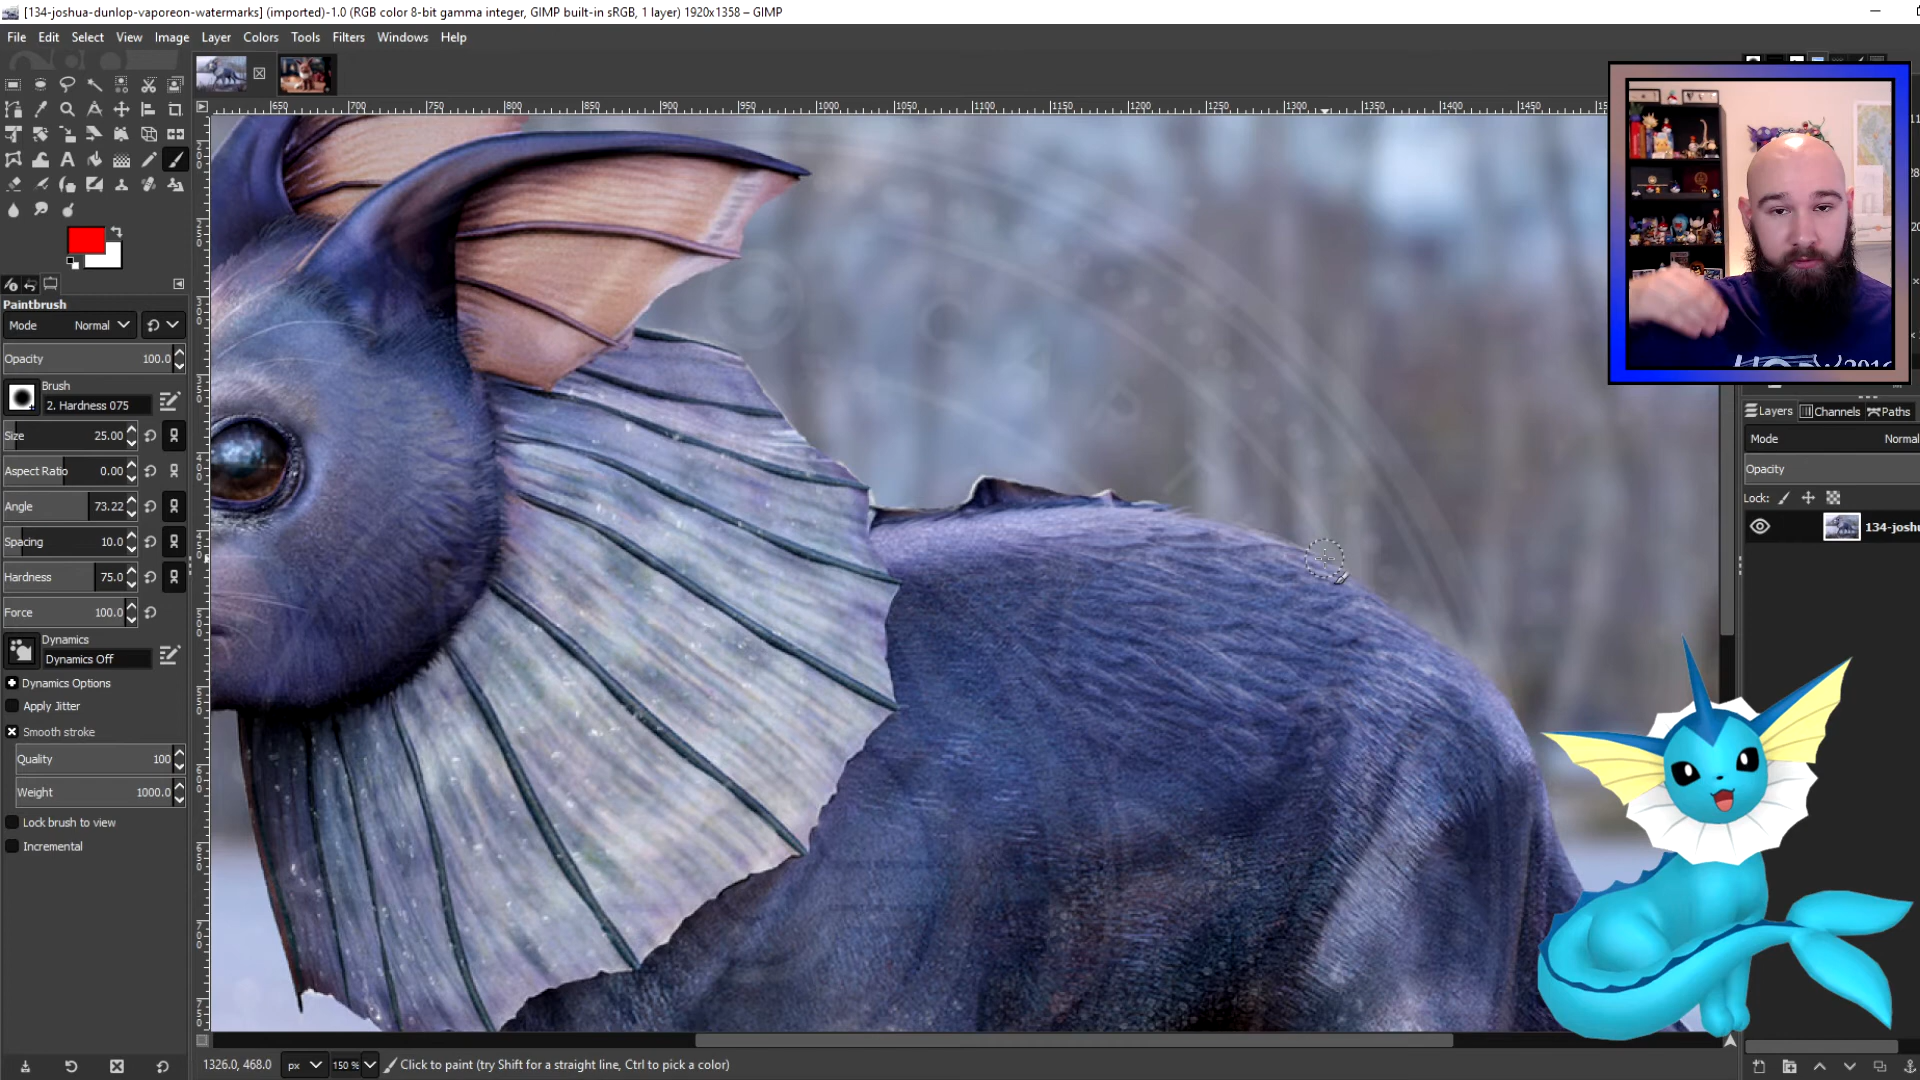 [134-joshua-dunlop-vaporeon-watermarks] (imported)-1.0 (RGB color 8-bit gamma integer, GIMP built-in sRGB, 1 layer) 1920x1358 – GIMP
File Edit Select View Image Layer Colors Tools Filters Windows Help
650 700 750 800 850 900 950 1000 1050 1100 1150 1200 1250 1300 1350 1400 1450
Paintbrush
Mode Normal
Opacity 100.0
Brush
2. Hardness 075
Size 25.00
Aspect Ratio 0.00
Angle 73.22
Spacing 10.0
Hardness 75.0
Force 100.0
Dynamics
Dynamics Off
Dynamics Options
Apply Jitter
Smooth stroke
Quality 100
Weight 1000.0
Lock brush to view
Incremental
Layers Channels Paths
Mode Normal
Opacity
Lock:
134-joshu
1326.0, 468.0 px 150 % Click to paint (try Shift for a straight line, Ctrl to pick a color)